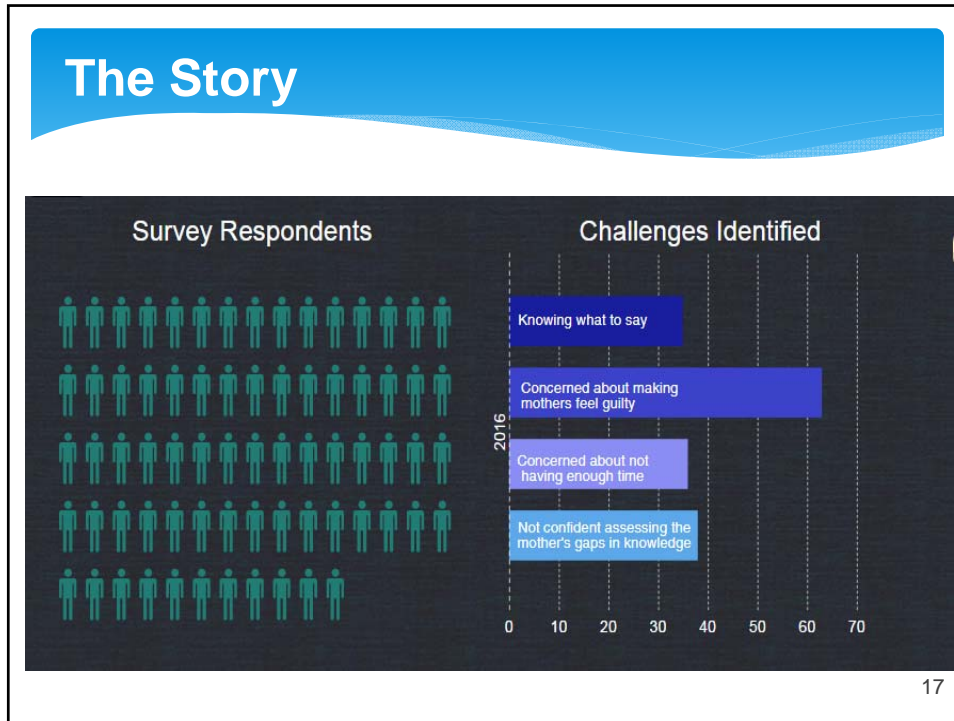 The Story
Survey Respondents
Challenges Identified
Knowing what to say
Concerned about making
mothers feel guilty
Concerned about not
having enough time
Not confident assessing the
mother's gaps in knowledge
2016
0 10 20 30 40 50 60 70
17